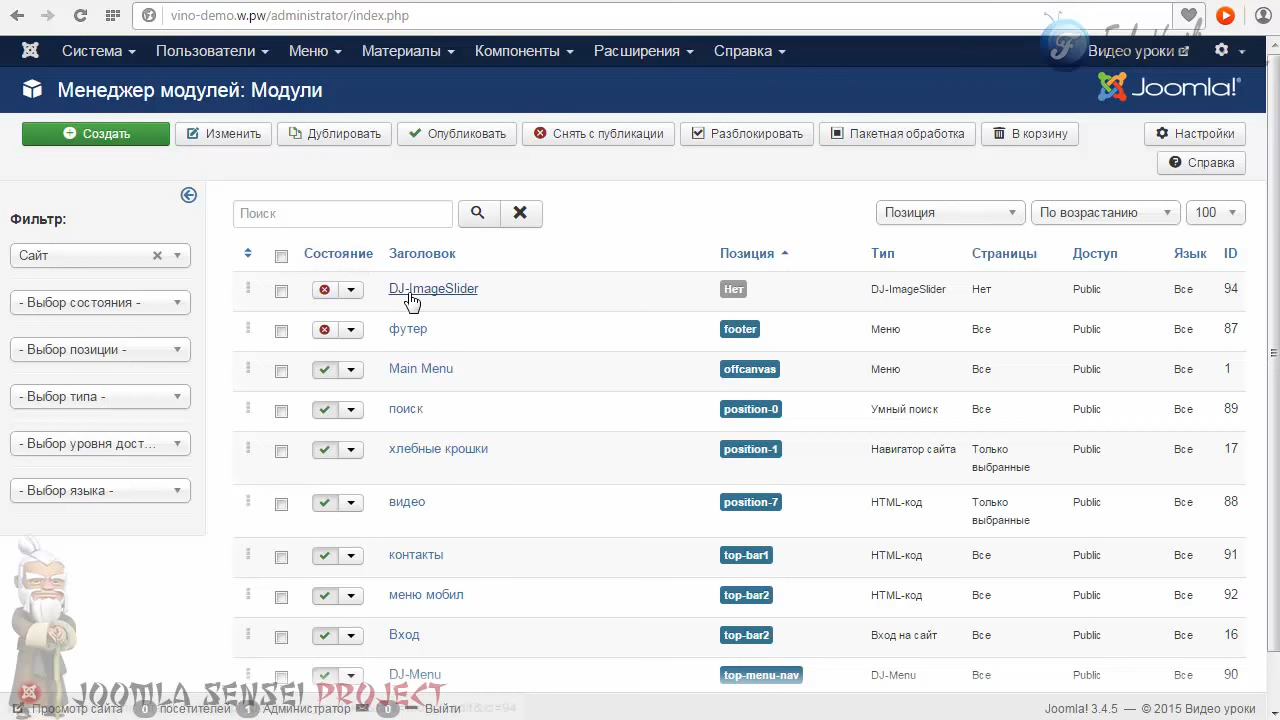 vino-demo.w.pw/administrator/index.php
Система Пользователи Меню Материалы Компоненты Расширения Справка Видео уроки
Менеджер модулей: Модули Joomla!
Создать Изменить Дублировать Опубликовать Снять с публикации Разблокировать Пакетная обработка В корзину Настройки
Справка
Фильтр:
Сайт
- Выбор состояния -
- Выбор позиции -
- Выбор типа -
- Выбор уровня дост...
- Выбор языка -
Поиск Позиция По возрастанию 100
Состояние Заголовок Позиция Тип Страницы Доступ Язык ID
DJ-ImageSlider Нет DJ-ImageSlider Нет Public Все 94
футер footer Меню Все Public Все 87
Main Menu offcanvas Меню Все Public Все 1
поиск position-0 Умный поиск Все Public Все 89
хлебные крошки position-1 Навигатор сайта Только выбранные Public Все 17
видео position-7 HTML-код Только выбранные Public Все 88
контакты top-bar1 HTML-код Все Public Все 91
меню мобил top-bar2 HTML-код Все Public Все 92
Вход top-bar2 Вход на сайт Все Public Все 16
DJ-Menu top-menu-nav DJ-Menu Все Public Все 90
JOOMLA SENSEI PROJECT
Просмотр сайта 0 посетителей 1 Администратор 0 Выйти Joomla! 3.4.5 — © 2015 Видео уроки